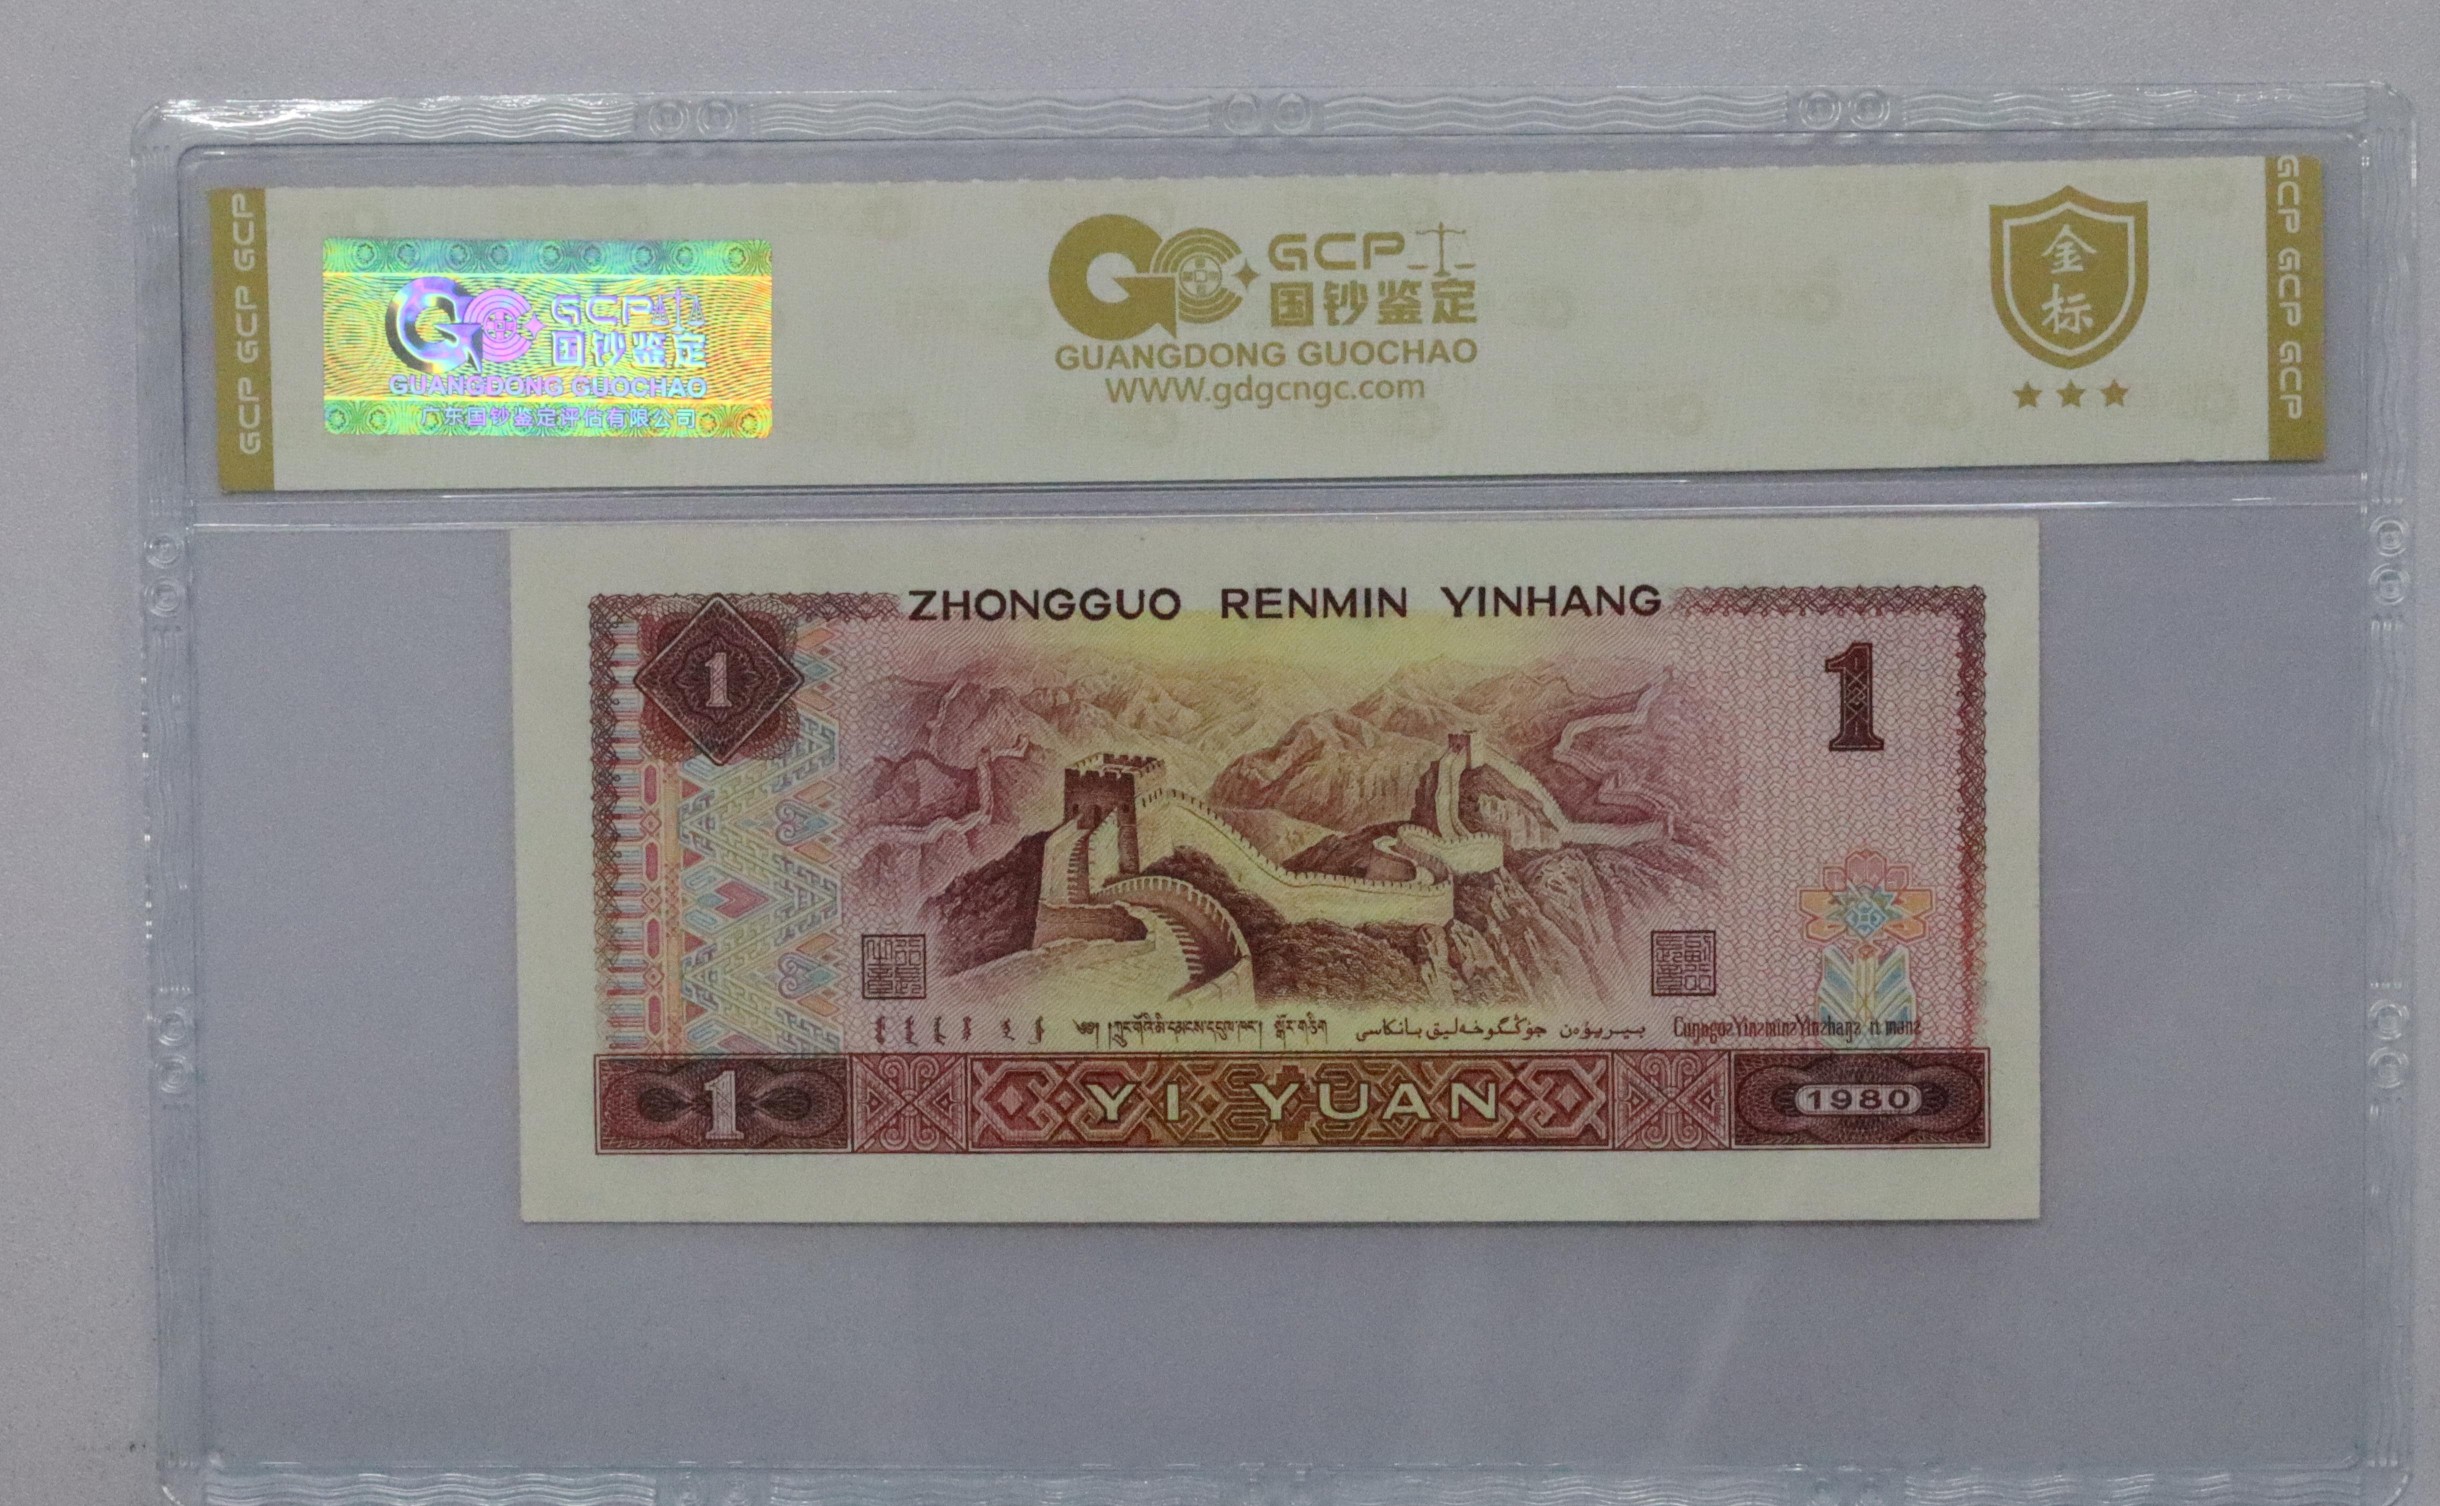 GCP GCP GCP
GCP
国钞鉴定
GUANGDONG GUOCHAO
广东国钞鉴定评估有限公司
GCP
国钞鉴定
GUANGDONG GUOCHAO
WWW.gdgcngc.com
金
标
GCP GCP GCP
ZHONGGUO RENMIN YINHANG
1
1
1
YI YUAN
1980